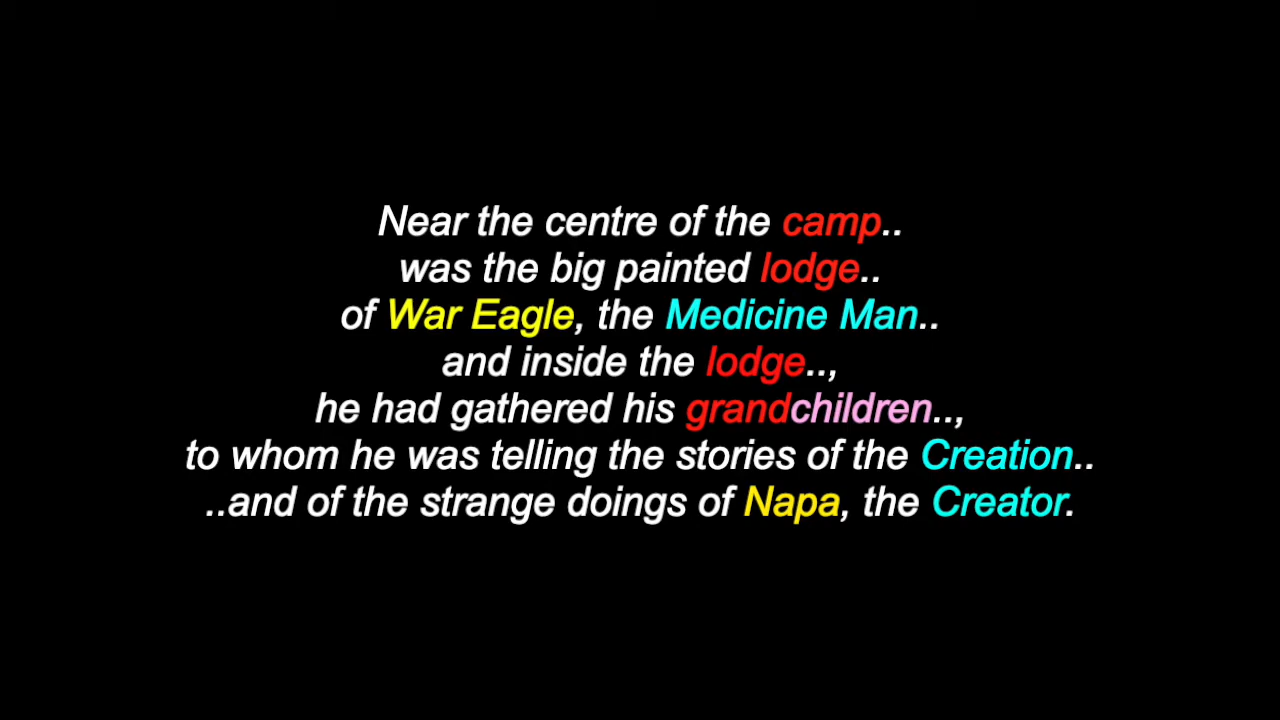 Near the centre of the camp..
was the big painted lodge..
of War Eagle, the Medicine Man..
and inside the lodge..,
he had gathered his grandchildren..,
to whom he was telling the stories of the Creation..
..and of the strange doings of Napa, the Creator.